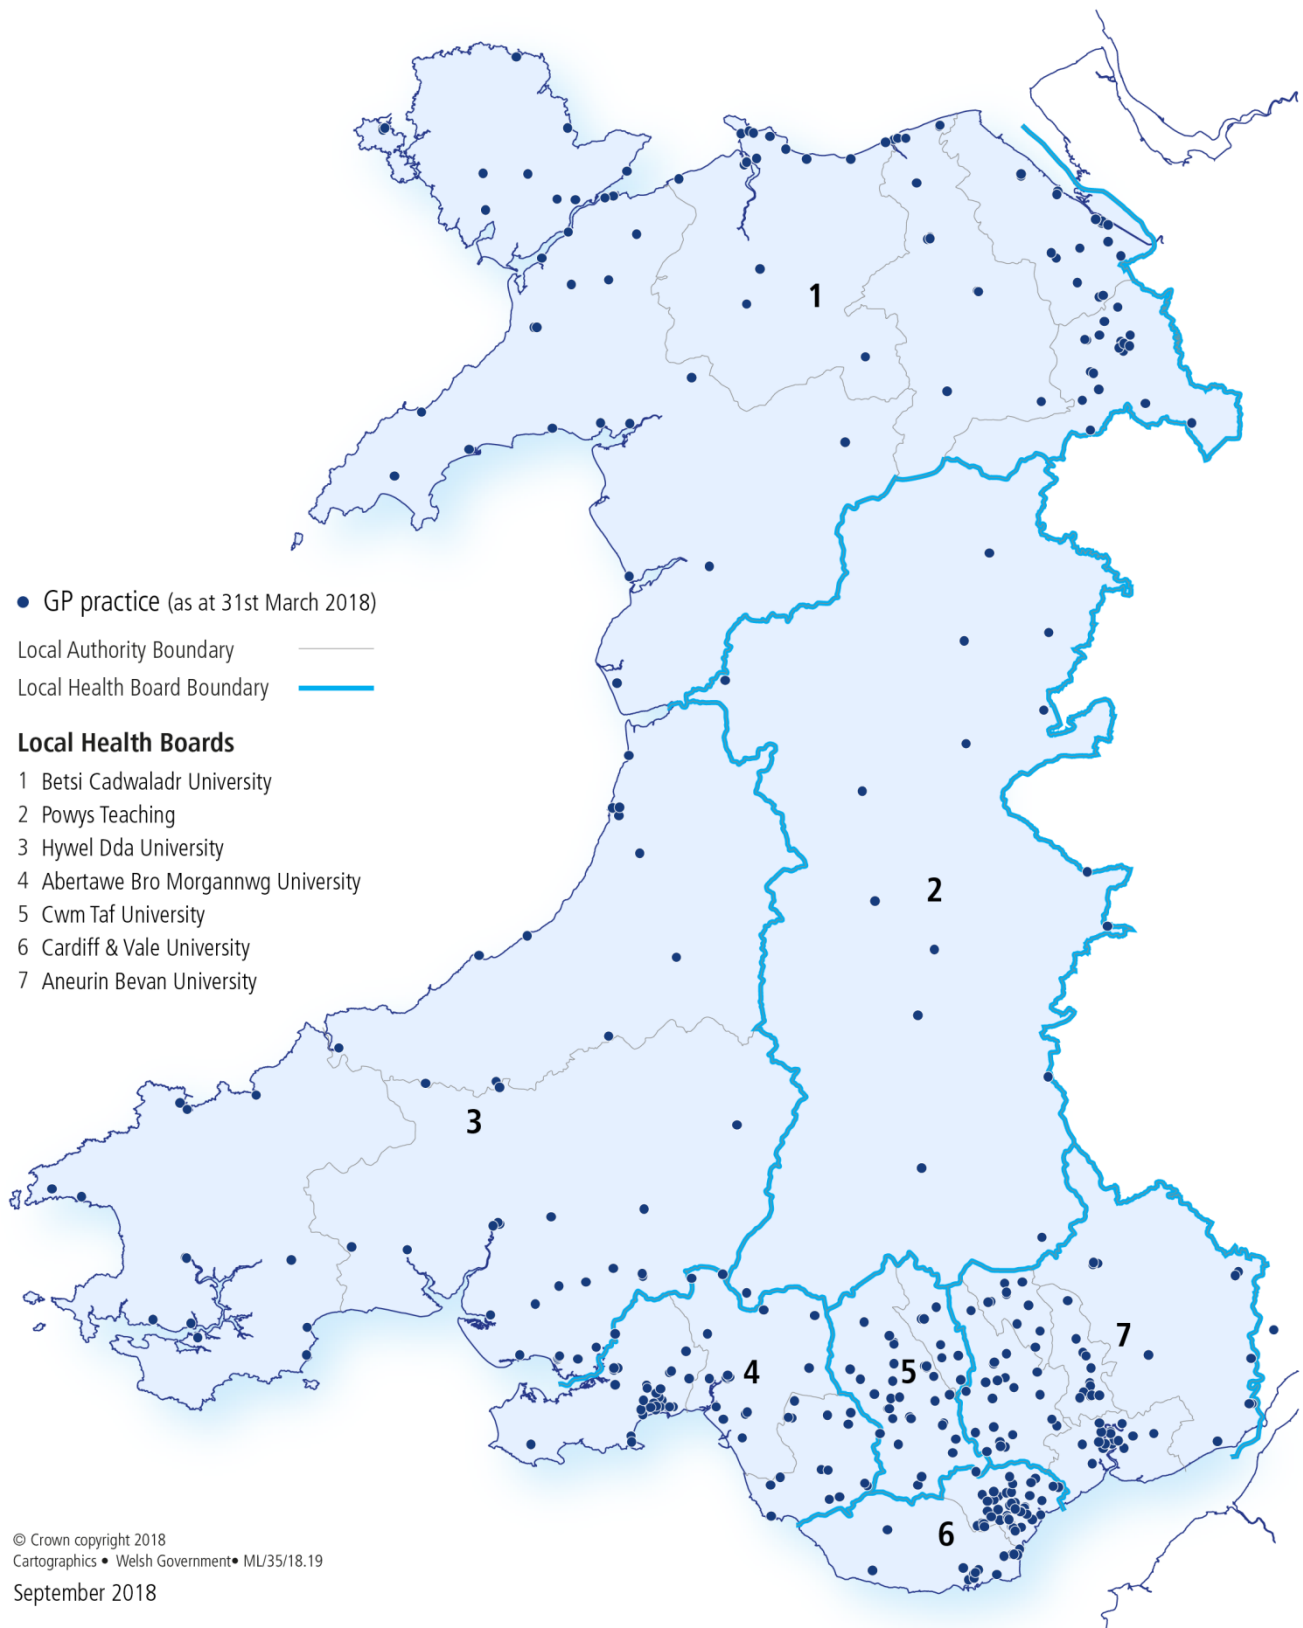 1
GP practice (as at 31st March 2018)
Local Authority Boundary
Local Health Board Boundary
Local Health Boards
1 Betsi Cadwaladr University
2 Powys Teaching
3 Hywel Dda University
4 Abertawe Bro Morgannwg University
5 Cwm Taf University
6 Cardiff & Vale University
7 Aneurin Bevan University
2
3
7
4
5
6
© Crown copyright 2018
Cartographics • Welsh Government• ML/35/18.19
September 2018